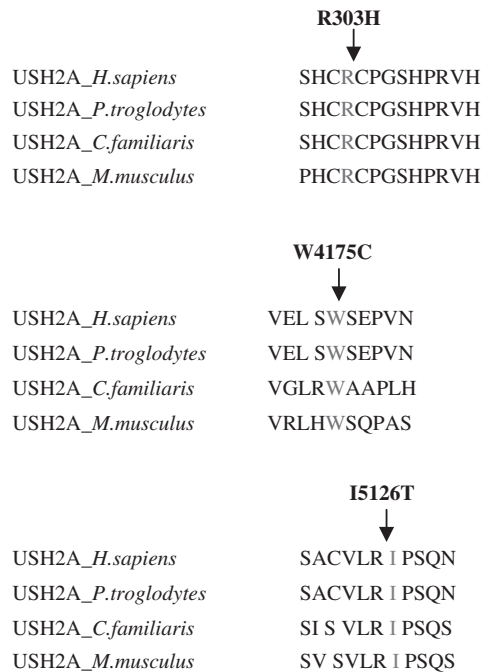 R303H
USH2A_H.sapiens SHCRCPGSHPRVH
USH2A_P.troglodytes SHCRCPGSHPRVH
USH2A_C.familiaris SHCRCPGSHPRVH
USH2A_M.musculus PHCRCPGSHPRVH
W4175C
USH2A_H.sapiens VEL SWSEPVN
USH2A_P.troglodytes VEL SWSEPVN
USH2A_C.familiaris VGLRWAAPLH
USH2A_M.musculus VRLHWSQPAS
I5126T
USH2A_H.sapiens SACVLR I PSQN
USH2A_P.troglodytes SACVLR I PSQN
USH2A_C.familiaris SI S VLR I PSQS
USH2A_M.musculus SV SVLR I PSQS